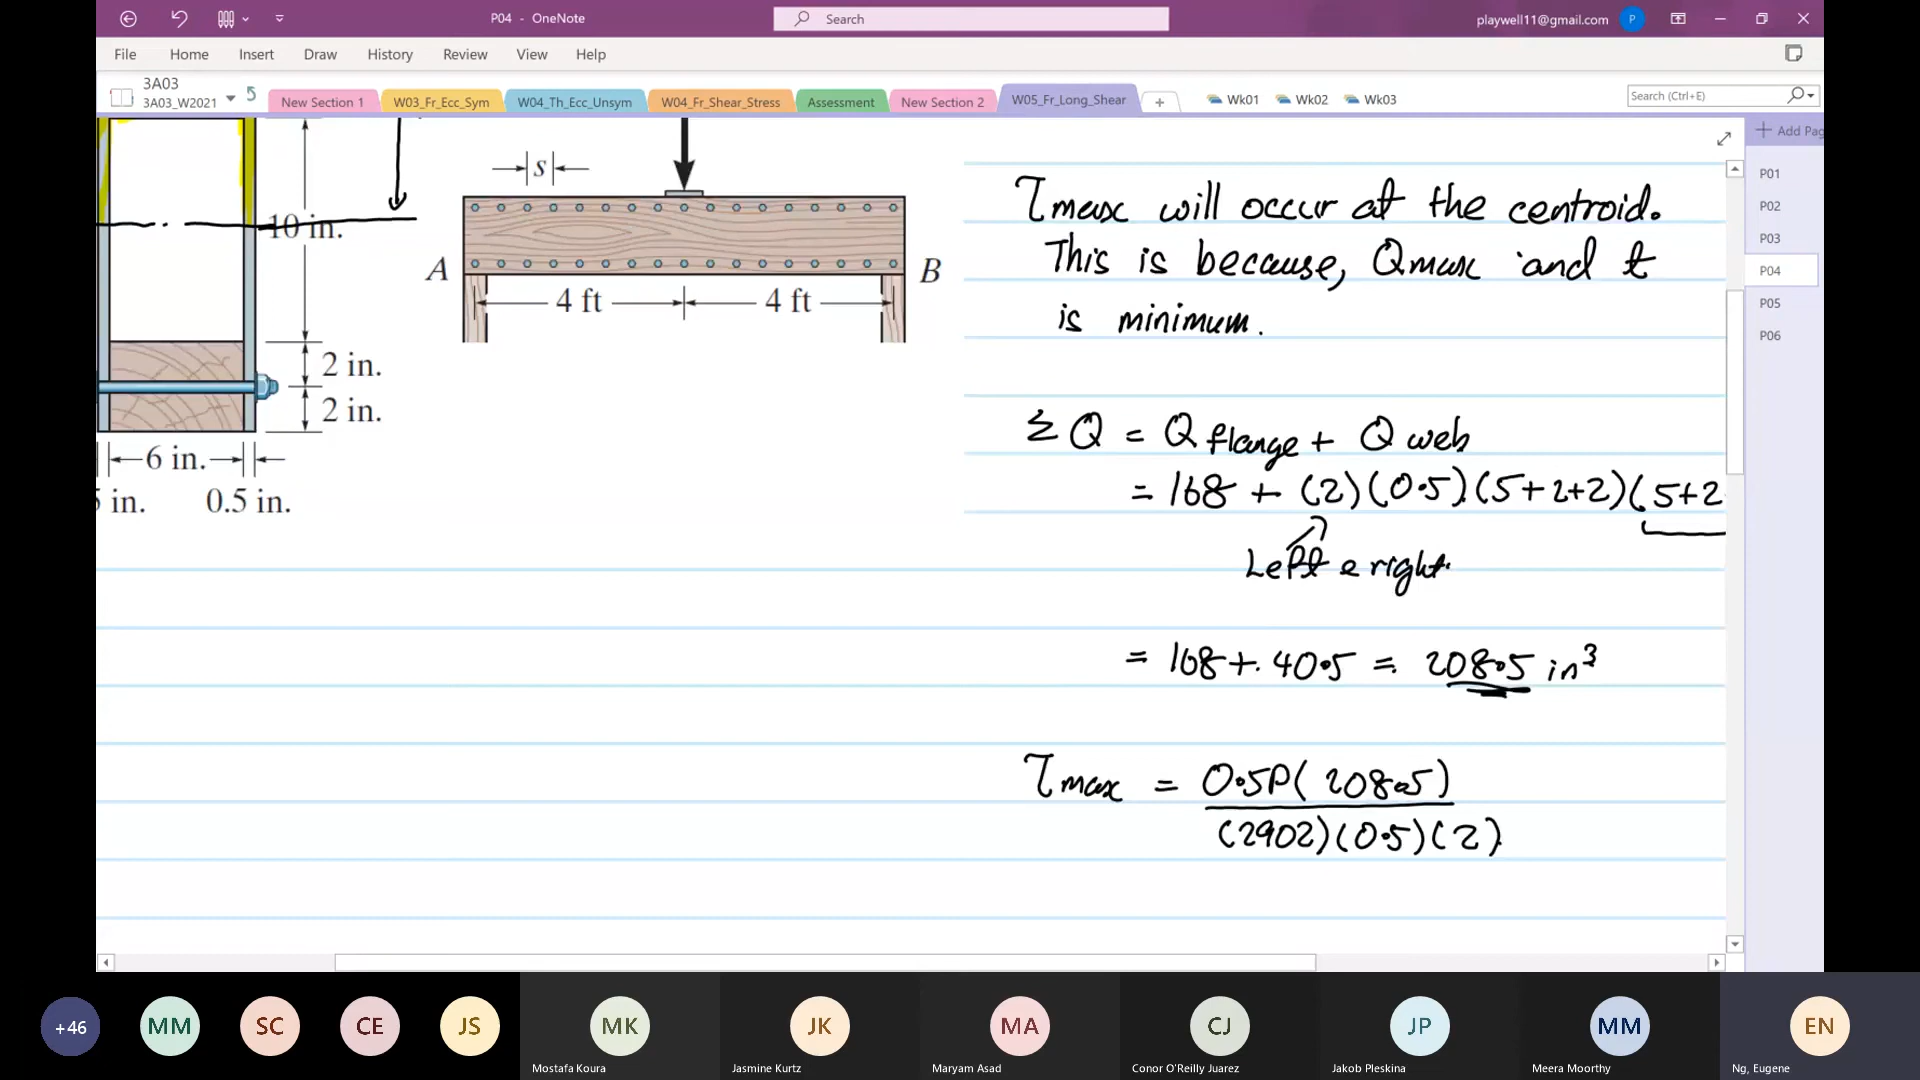 P04 - OneNote
Search
playwell11@gmail.com
P
File Home Insert Draw History Review View Help
3A03
3A03_W2021
New Section 1
W03_Fr_Ecc_Sym
W04_Th_Ecc_Unsym
W04_Fr_Shear_Stress
Assessment
New Section 2
W05_Fr_Long_Shear
+
Wk01
Wk02
Wk03
Search (Ctrl+E)
Add Pag
P01
P02
P03
P04
P05
P06
10 in.
2 in.
2 in.
6 in.
in. 0.5 in.
s
A
B
4 ft 4 ft
τmax will occur at the centroid.
This is because, Qmax and t
is minimum.
Σ Q = Q flange + Q web
= 168 + (2)(0.5)(5+2+2)(5+2
Left & right.
= 168 + 40.5 = 208.5 in³
τmax = 0.5P(208.5)
(2902)(0.5)(2)
+46
MM
SC
CE
JS
MK
Mostafa Koura
JK
Jasmine Kurtz
MA
Maryam Asad
CJ
Conor O'Reilly Juarez
JP
Jakob Pleskina
MM
Meera Moorthy
EN
Ng, Eugene